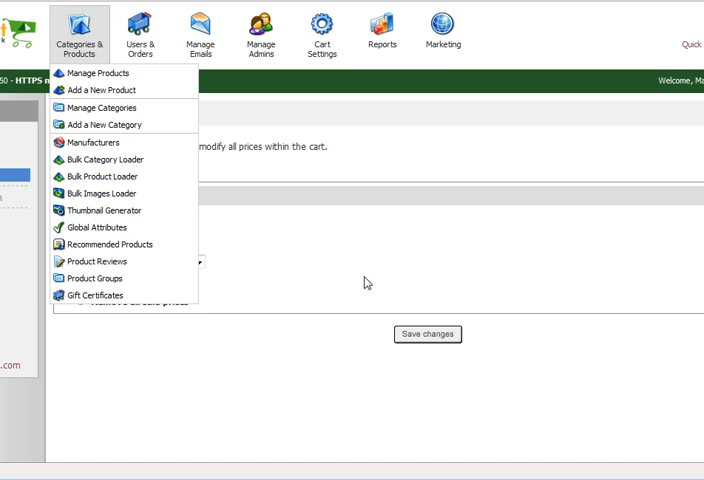 rk
Categories & Products
Users & Orders
Manage Emails
Manage Admins
Cart Settings
Reports
Marketing
Quick
50 - HTTPS m
Welcome, Ma
Manage Products
Add a New Product
Manage Categories
Add a New Category
Manufacturers
modify all prices within the cart.
Bulk Category Loader
Bulk Product Loader
Bulk Images Loader
Thumbnail Generator
Global Attributes
Recommended Products
Product Reviews
Product Groups
Gift Certificates
Save changes
.com